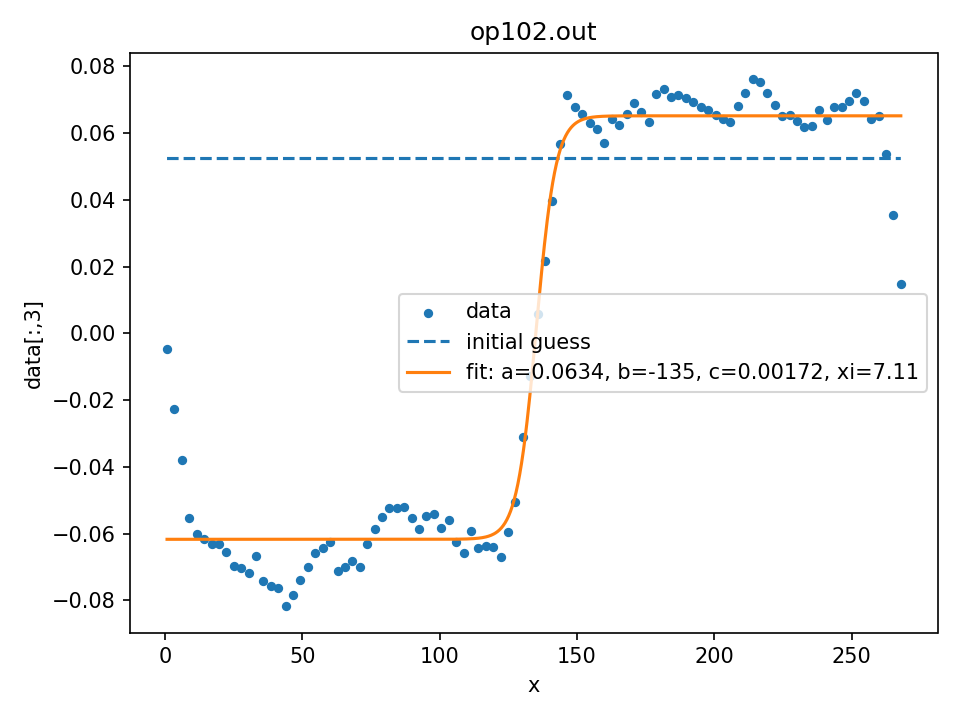 op102.out
0.08
0.06
0.04
0.02
0.00
−0.02
−0.04
−0.06
−0.08
data[:,3]
data
initial guess
fit: a=0.0634, b=-135, c=0.00172, xi=7.11
0 50 100 150 200 250
x